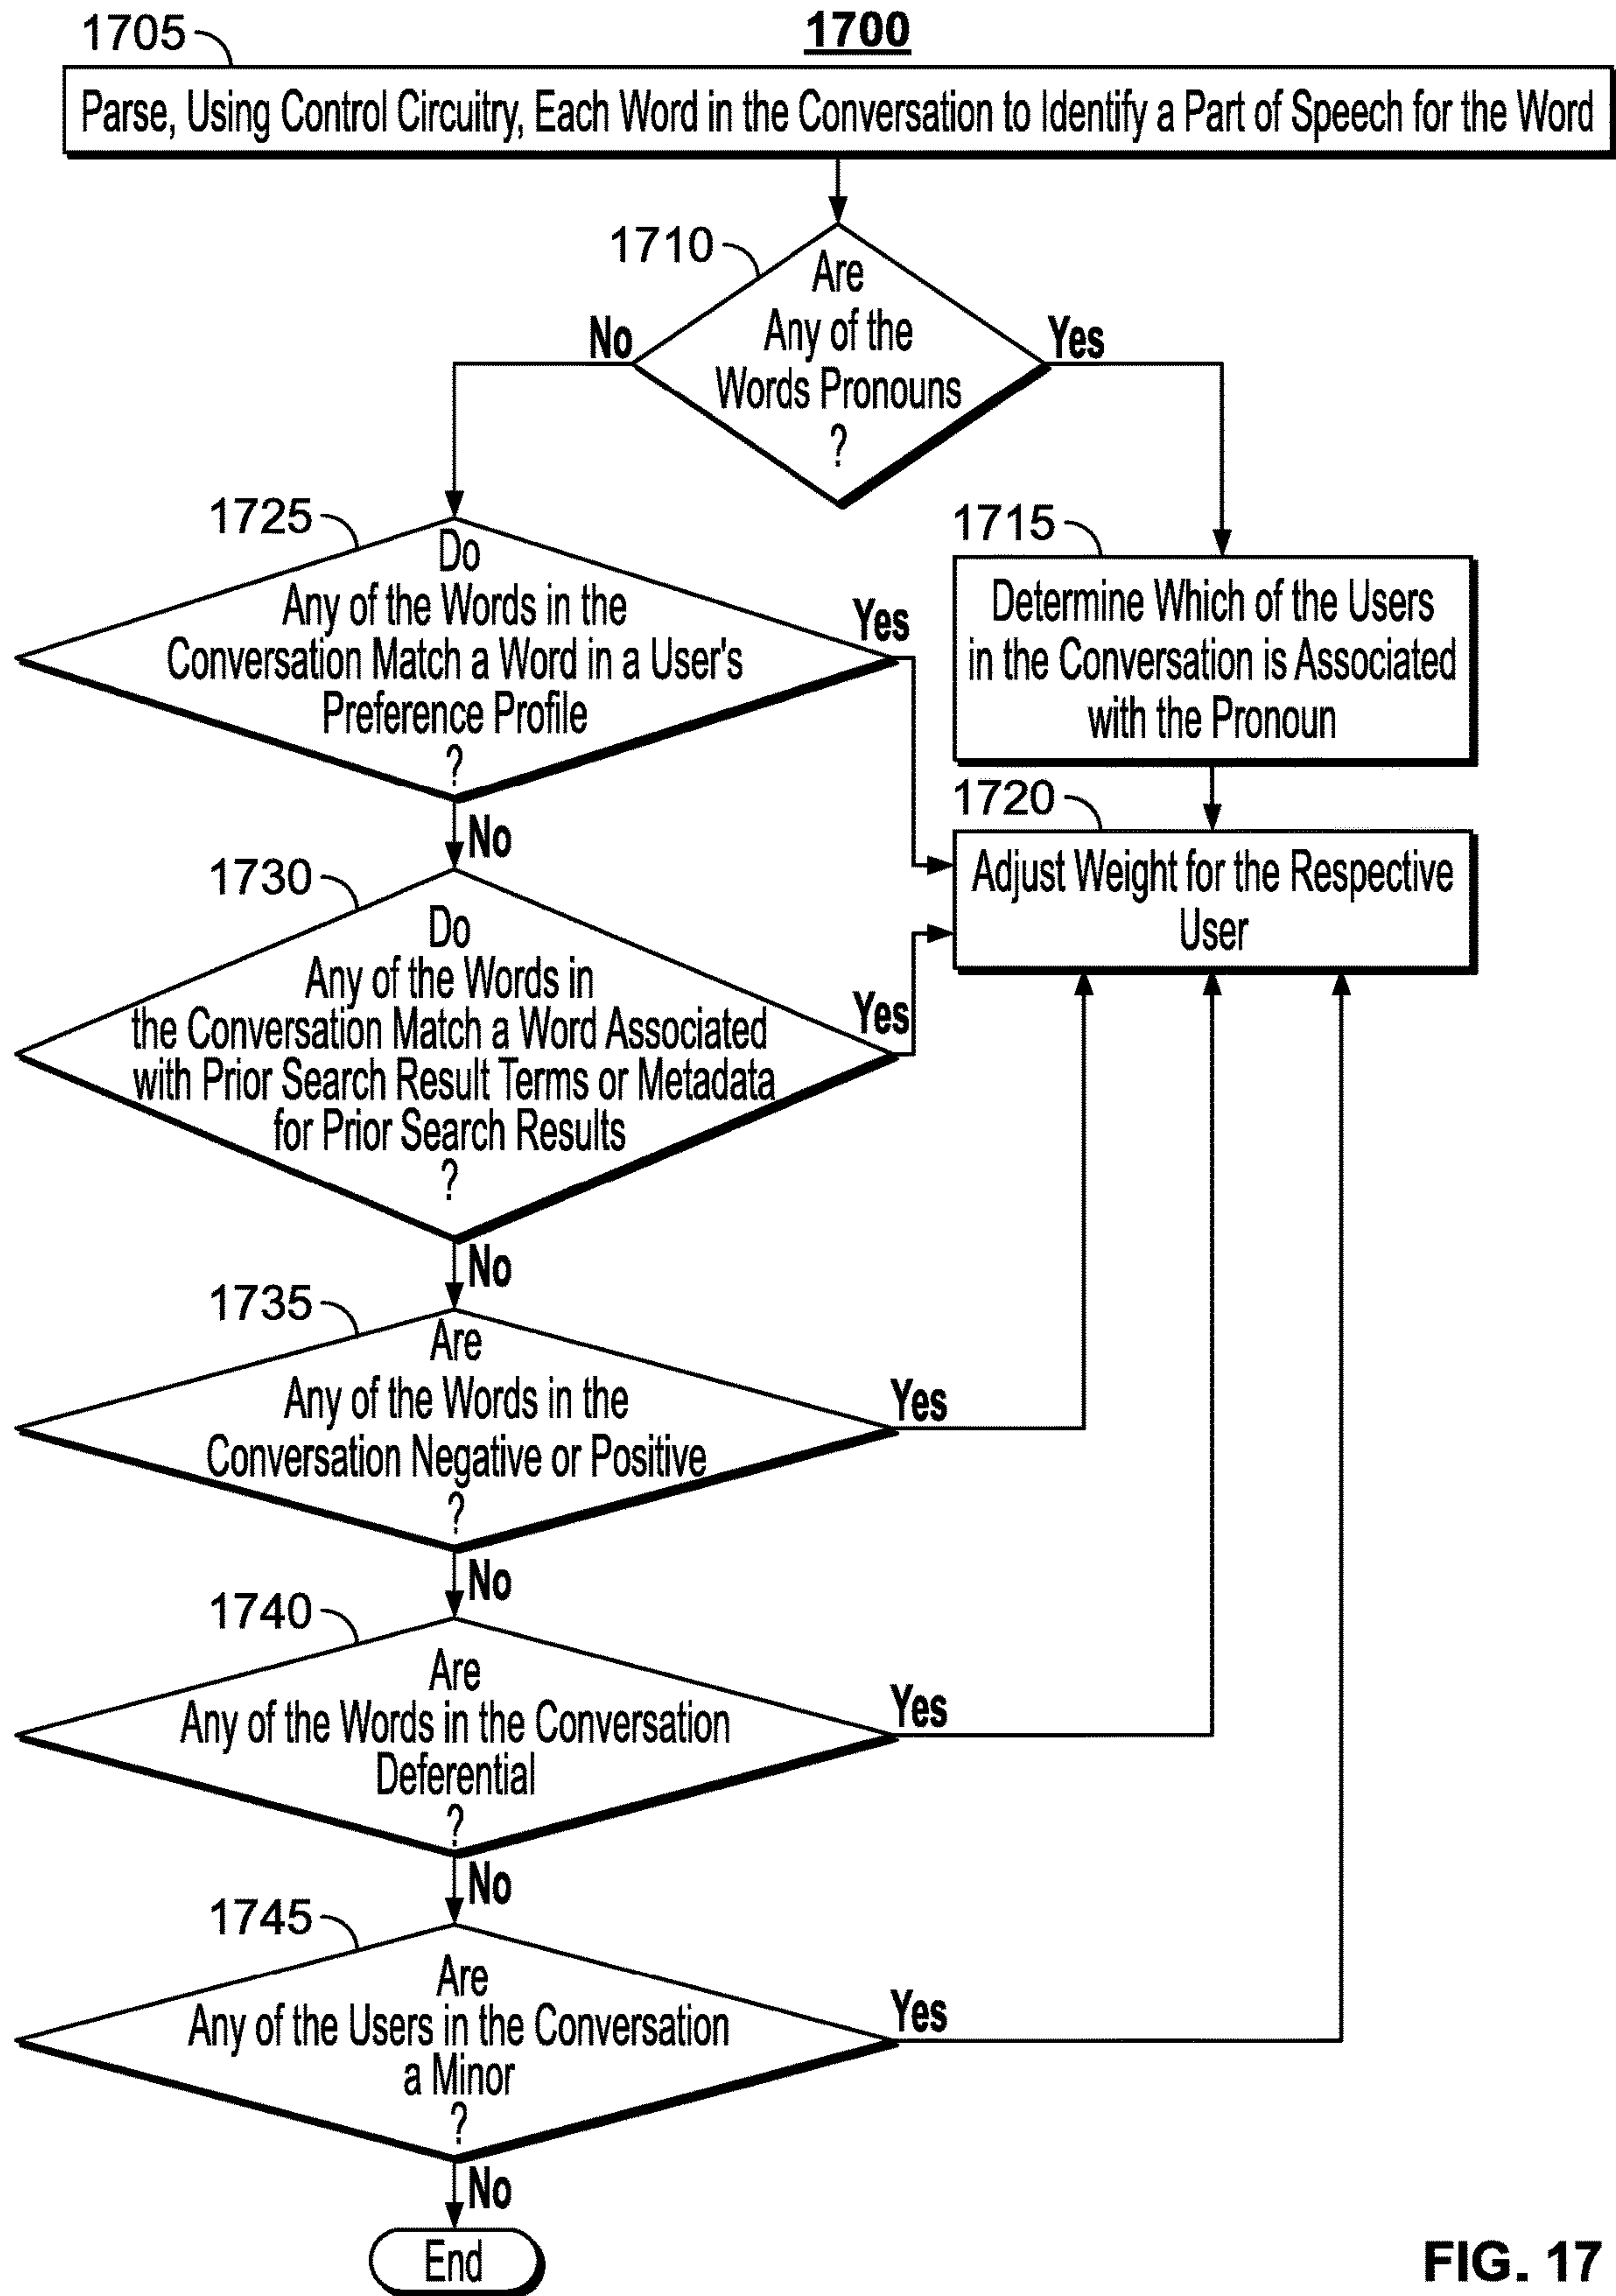 1700
1705
Parse, Using Control Circuitry, Each Word in the Conversation to Identify a Part of Speech for the Word
1710
Are
Any of the
Words Pronouns
?
No
Yes
1725
Do
Any of the Words in the
Conversation Match a Word in a User's
Preference Profile
?
Yes
No
1715
Determine Which of the Users
in the Conversation is Associated
with the Pronoun
1720
Adjust Weight for the Respective
User
1730
Do
Any of the Words in
the Conversation Match a Word Associated
with Prior Search Result Terms or Metadata
for Prior Search Results
?
Yes
No
1735
Are
Any of the Words in the
Conversation Negative or Positive
?
Yes
No
1740
Are
Any of the Words in the Conversation
Deferential
?
Yes
No
1745
Are
Any of the Users in the Conversation
a Minor
?
Yes
No
End
FIG. 17